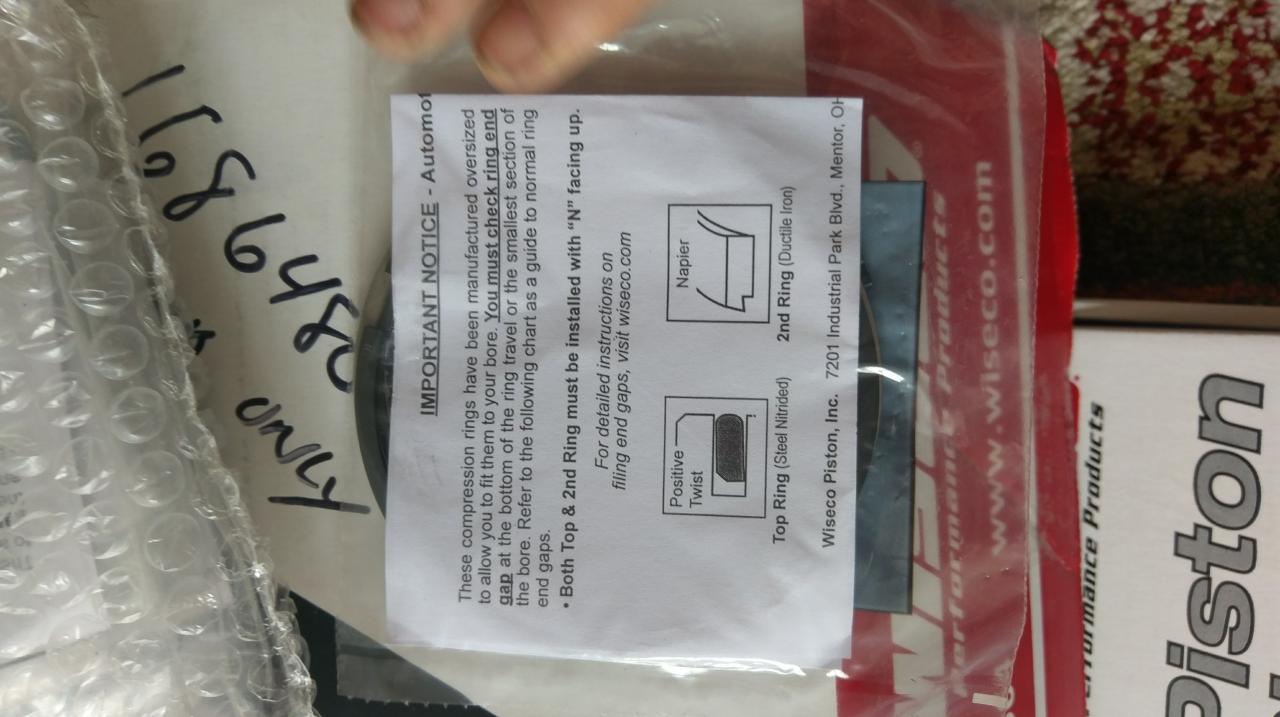 IMPORTANT NOTICE - Automot
These compression rings have been manufactured oversized
to allow you to fit them to your bore. You must check ring end
gap at the bottom of the ring travel or the smallest section of
the bore. Refer to the following chart as a guide to normal ring
end gaps.
• Both Top & 2nd Ring must be installed with “N” facing up.
For detailed instructions on
filing end gaps, visit wiseco.com
Positive
Twist
Top Ring (Steel Nitrided)
Napier
2nd Ring (Ductile Iron)
Wiseco Piston, Inc. 7201 Industrial Park Blvd., Mentor, OH
Performance Products
www.wiseco.com
Performance Products
Piston
ONLY